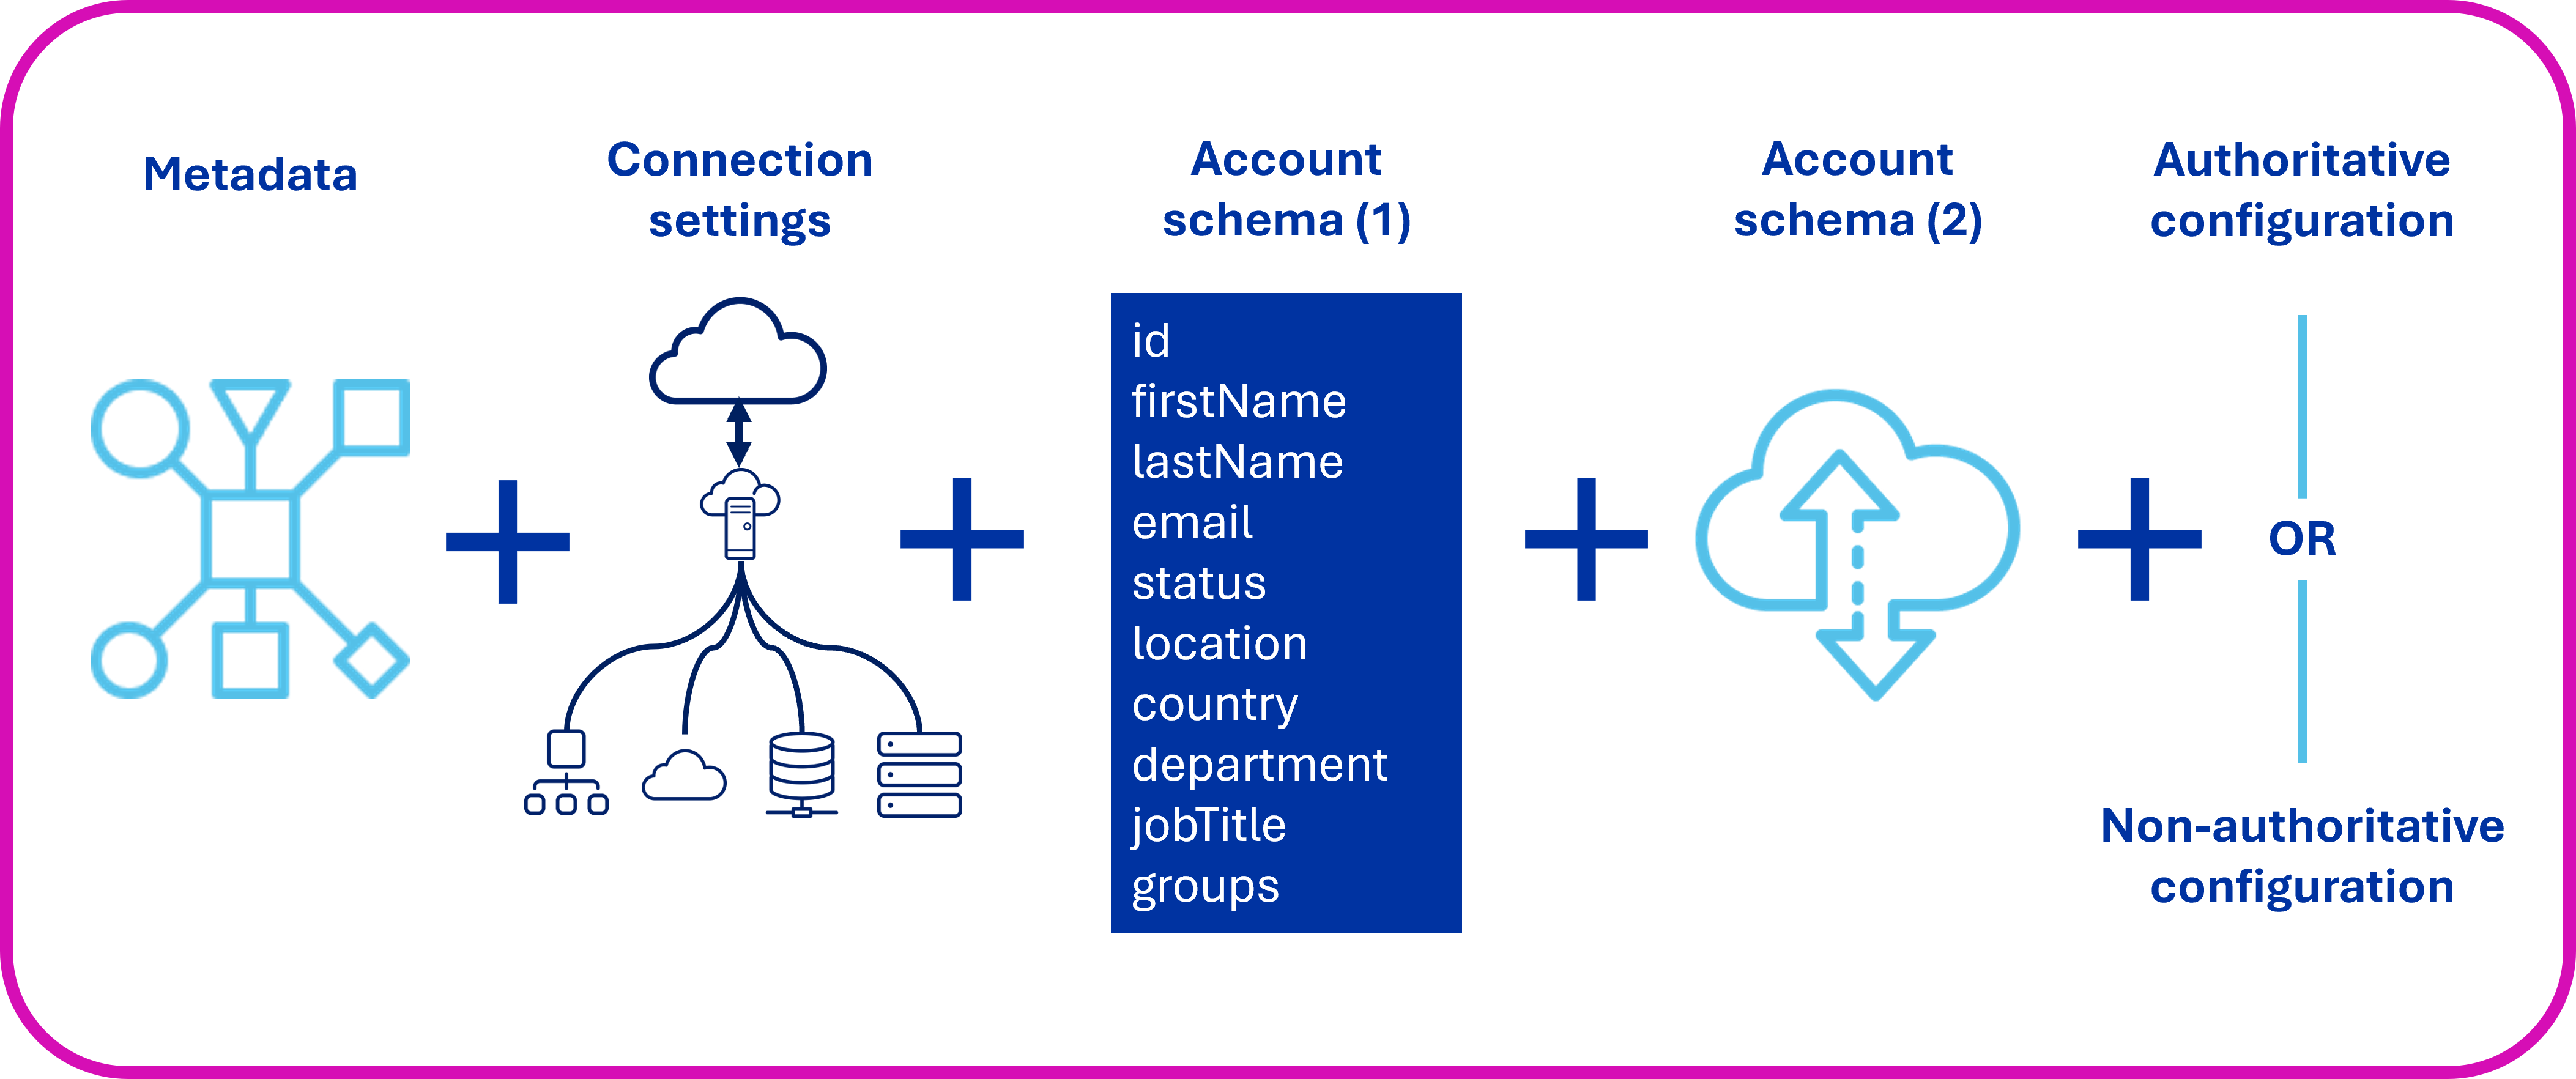 Metadata
Connection
settings
Account
schema (1)
id
firstName
lastName
email
status
location
country
department
jobTitle
groups
Account
schema (2)
Authoritative
configuration
OR
Non-authoritative
configuration